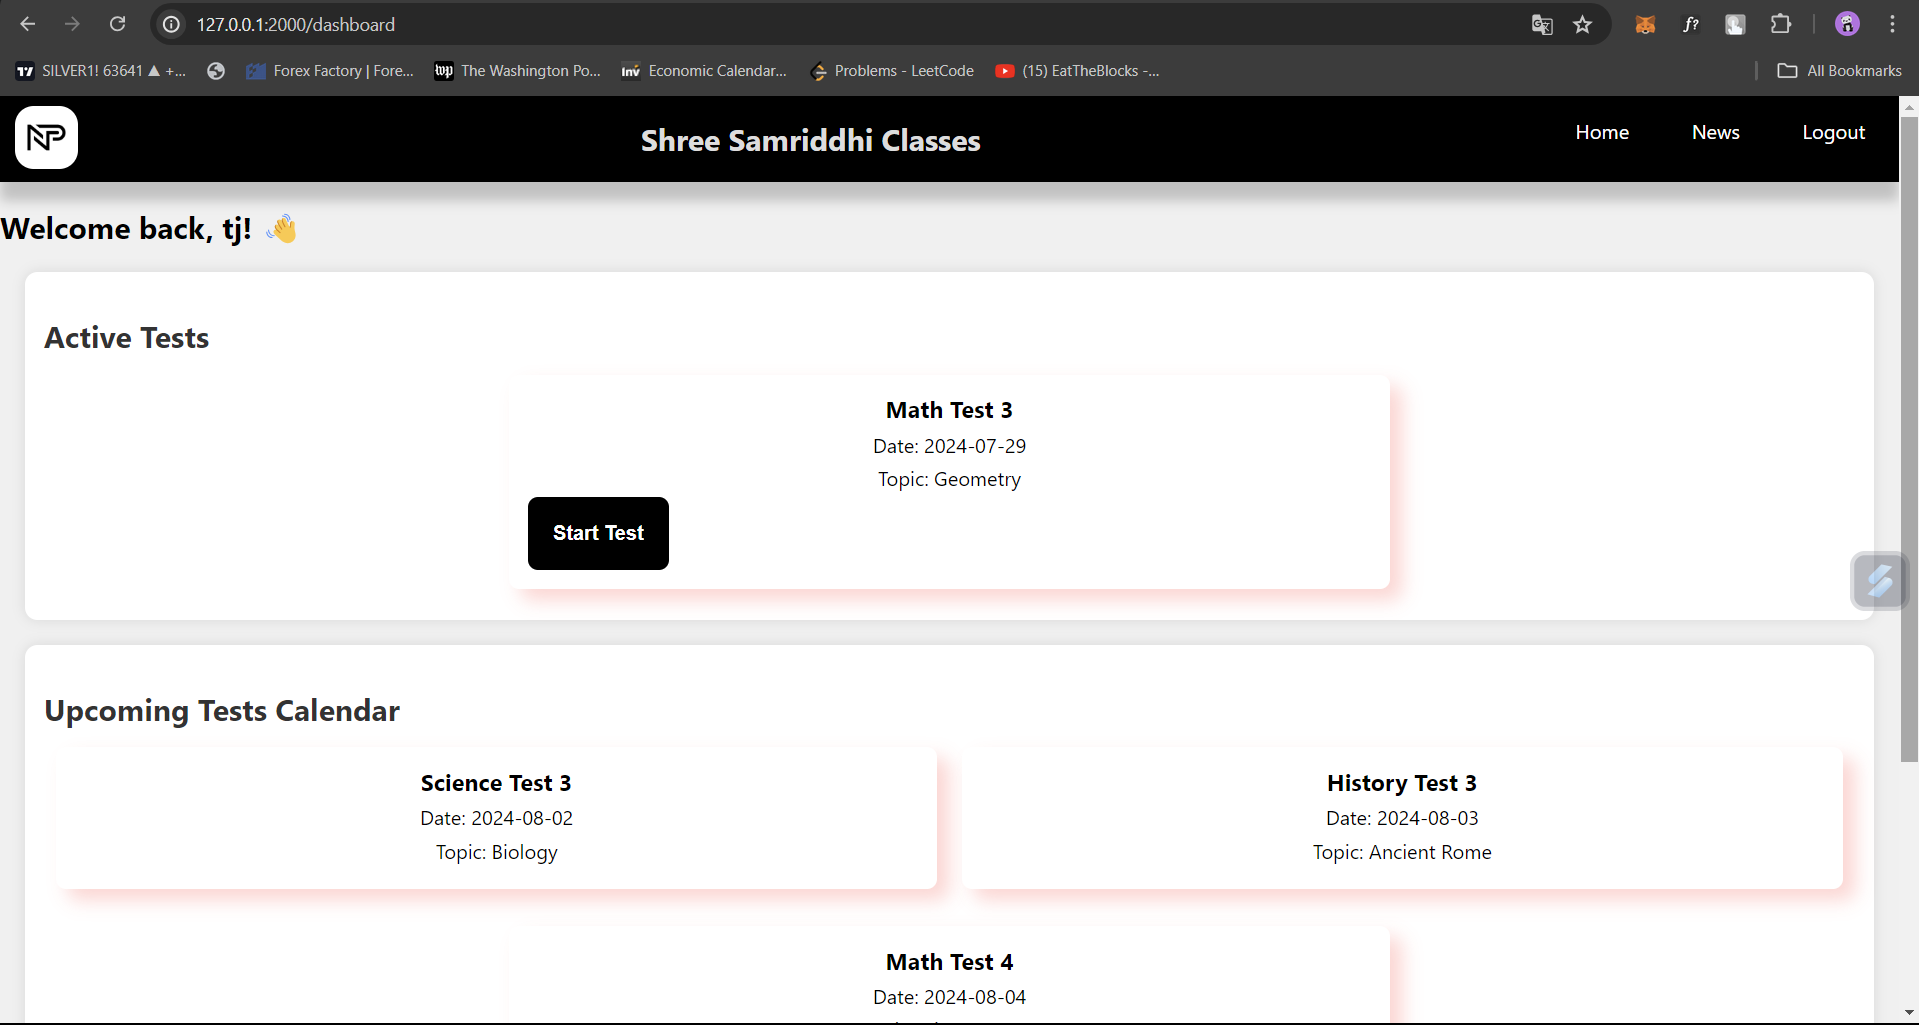 127.0.0.1:2000/dashboard
SILVER1! 63641 ▲ +...
Forex Factory | Fore...
The Washington Po...
Economic Calendar...
Problems - LeetCode
(15) EatTheBlocks -...
All Bookmarks
NP
Shree Samriddhi Classes
Home
News
Logout
Welcome back, tj! 👋
Active Tests
Math Test 3
Date: 2024-07-29
Topic: Geometry
Start Test
Upcoming Tests Calendar
Science Test 3
Date: 2024-08-02
Topic: Biology
History Test 3
Date: 2024-08-03
Topic: Ancient Rome
Math Test 4
Date: 2024-08-04